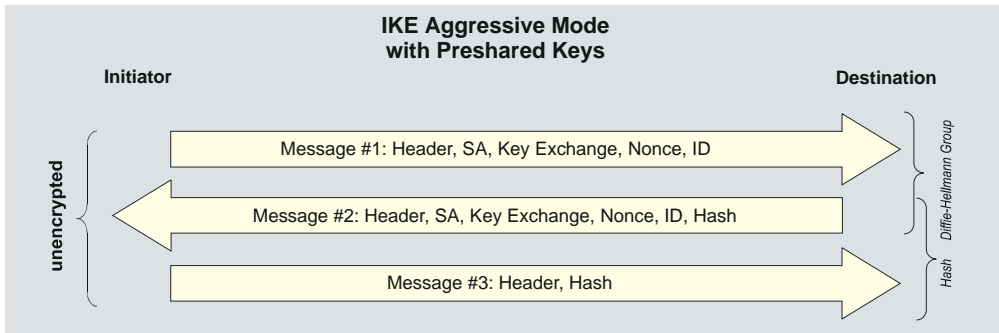 IKE Aggressive Mode
with Preshared Keys
Initiator
Destination
Message #1: Header, SA, Key Exchange, Nonce, ID
Message #2: Header, SA, Key Exchange, Nonce, ID, Hash
Message #3: Header, Hash
unencrypted
Diffie-Hellmann Group
Hash